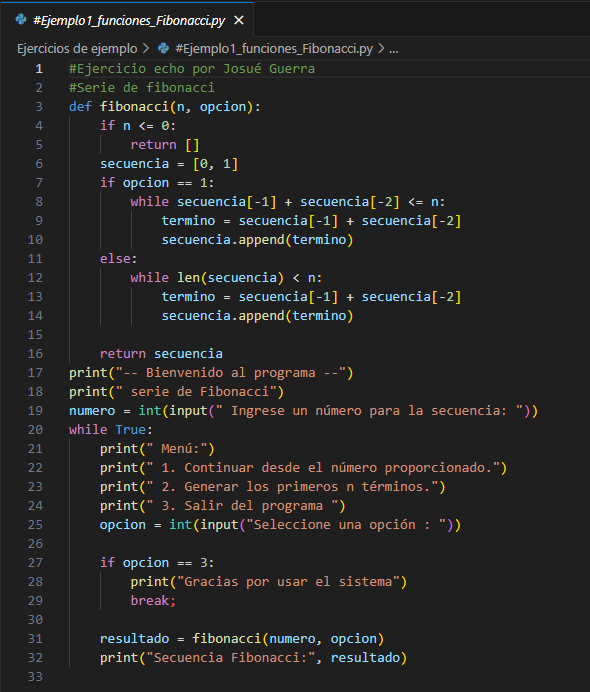 #Ejemplo1_funciones_Fibonacci.py ×
Ejercicios de ejemplo > #Ejemplo1_funciones_Fibonacci.py > ...
1 #Ejercicio echo por Josué Guerra
2 #Serie de fibonacci
3 def fibonacci(n, opcion):
4     if n <= 0:
5         return []
6     secuencia = [0, 1]
7     if opcion == 1:
8         while secuencia[-1] + secuencia[-2] <= n:
9             termino = secuencia[-1] + secuencia[-2]
10             secuencia.append(termino)
11     else:
12         while len(secuencia) < n:
13             termino = secuencia[-1] + secuencia[-2]
14             secuencia.append(termino)
15
16     return secuencia
17 print("-- Bienvenido al programa --")
18 print(" serie de Fibonacci")
19 numero = int(input(" Ingrese un número para la secuencia: "))
20 while True:
21     print(" Menú:")
22     print(" 1. Continuar desde el número proporcionado.")
23     print(" 2. Generar los primeros n términos.")
24     print(" 3. Salir del programa ")
25     opcion = int(input("Seleccione una opción : "))
26
27     if opcion == 3:
28         print("Gracias por usar el sistema")
29         break;
30
31     resultado = fibonacci(numero, opcion)
32     print("Secuencia Fibonacci:", resultado)
33